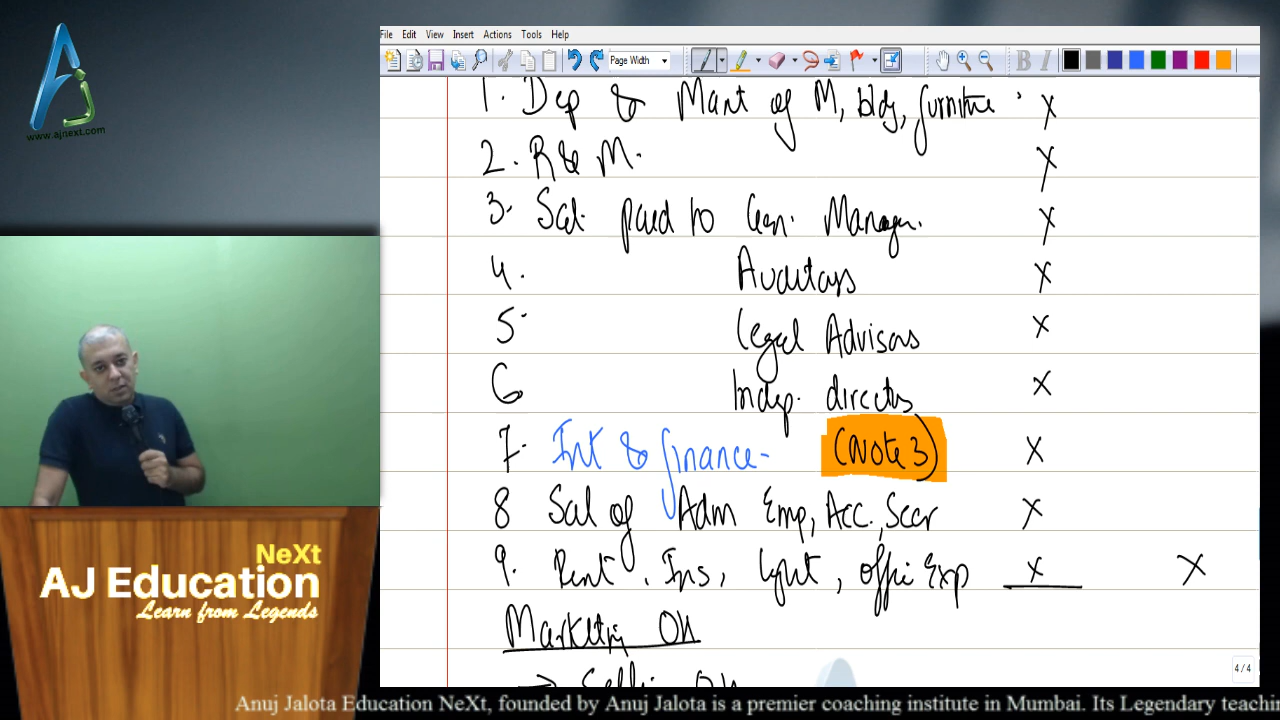 www.ajnext.com
File Edit View Insert Actions Tools Help
Page Width
B I
1. Dep & Mant of M, bldg, furniture. x
2. R & M. x
3. Sal. paid to Gen. Manager. x
4. Auditors x
5. Legal Advisors x
6 Indep. directors x
7. Int & finance- (Note 3) x
8 Sal of Adm Emp, Acc., Secr x
9. Rent, Ins, light, office Exp x x
Marketing OH
→ Selling OH
4/4
NeXt
AJ Education
Learn from Legends
Anuj Jalota Education NeXt, founded by Anuj Jalota is a premier coaching institute in Mumbai. Its Legendary teachi